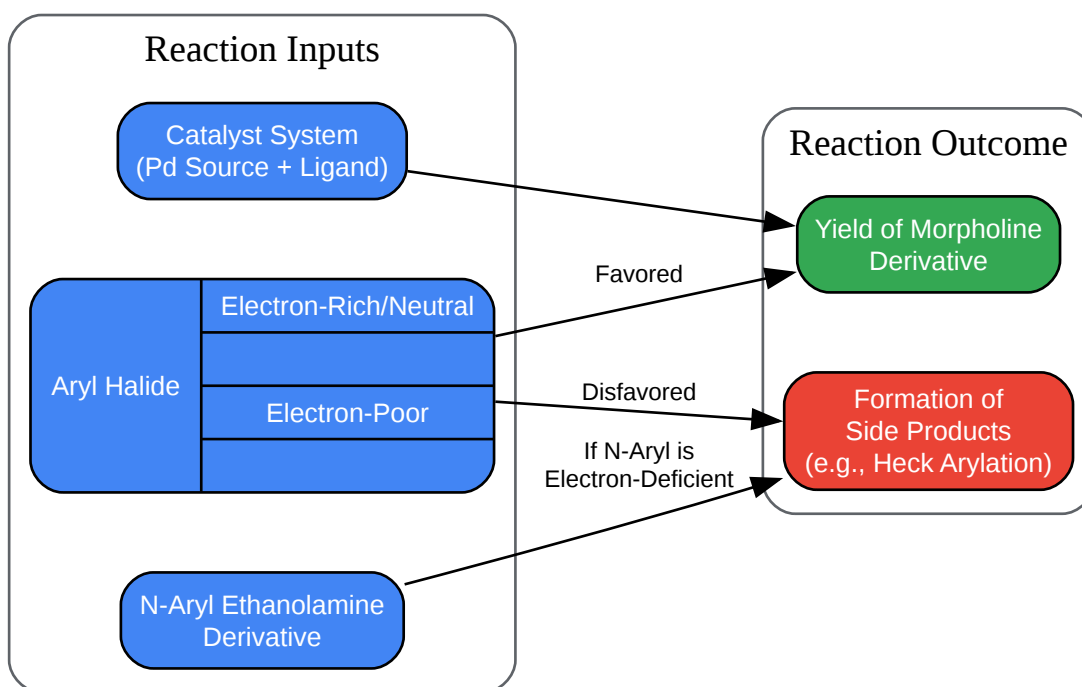 Reaction Inputs
Catalyst System
(Pd Source + Ligand)
Aryl Halide
Electron-Rich/Neutral
Electron-Poor
N-Aryl Ethanolamine
Derivative
Favored
Disfavored
If N-Aryl is
Electron-Deficient
Reaction Outcome
Yield of Morpholine
Derivative
Formation of
Side Products
(e.g., Heck Arylation)